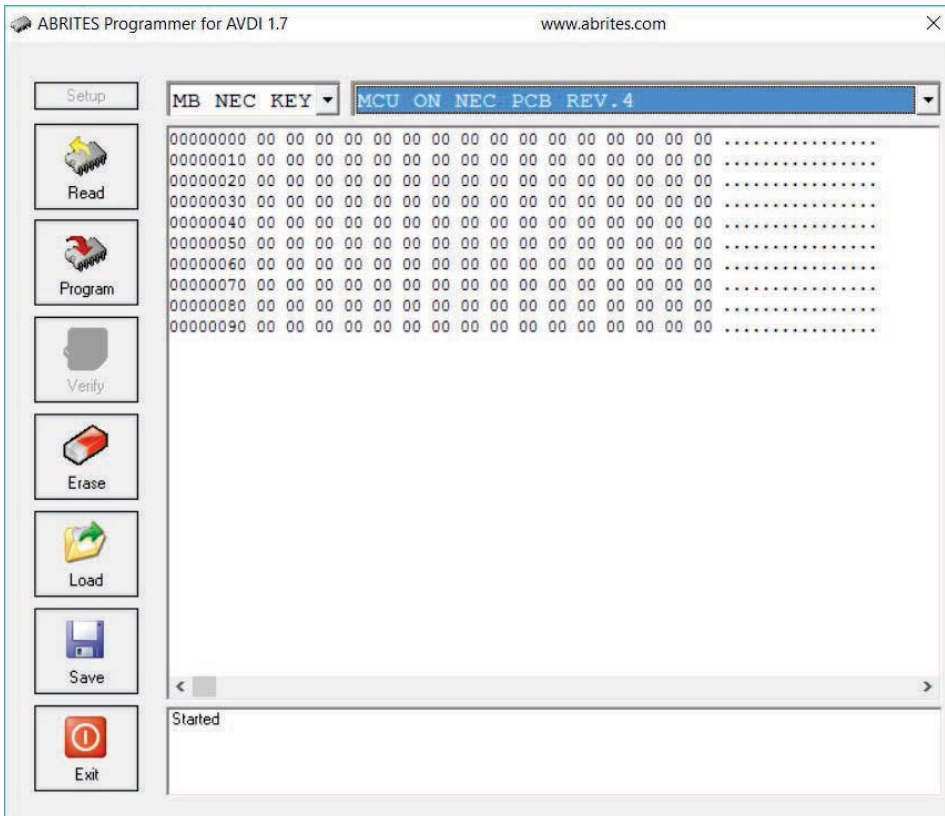 ABRITES Programmer for AVDI 1.7 www.abrites.com
Setup
MB NEC KEY MCU ON NEC PCB REV.4
Read
Program
Verify
Erase
Load
Save
Exit
00000000 00 00 00 00 00 00 00 00 00 00 00 00 00 00 00 00 ................
00000010 00 00 00 00 00 00 00 00 00 00 00 00 00 00 00 00 ................
00000020 00 00 00 00 00 00 00 00 00 00 00 00 00 00 00 00 ................
00000030 00 00 00 00 00 00 00 00 00 00 00 00 00 00 00 00 ................
00000040 00 00 00 00 00 00 00 00 00 00 00 00 00 00 00 00 ................
00000050 00 00 00 00 00 00 00 00 00 00 00 00 00 00 00 00 ................
00000060 00 00 00 00 00 00 00 00 00 00 00 00 00 00 00 00 ................
00000070 00 00 00 00 00 00 00 00 00 00 00 00 00 00 00 00 ................
00000080 00 00 00 00 00 00 00 00 00 00 00 00 00 00 00 00 ................
00000090 00 00 00 00 00 00 00 00 00 00 00 00 00 00 00 00 ................
Started